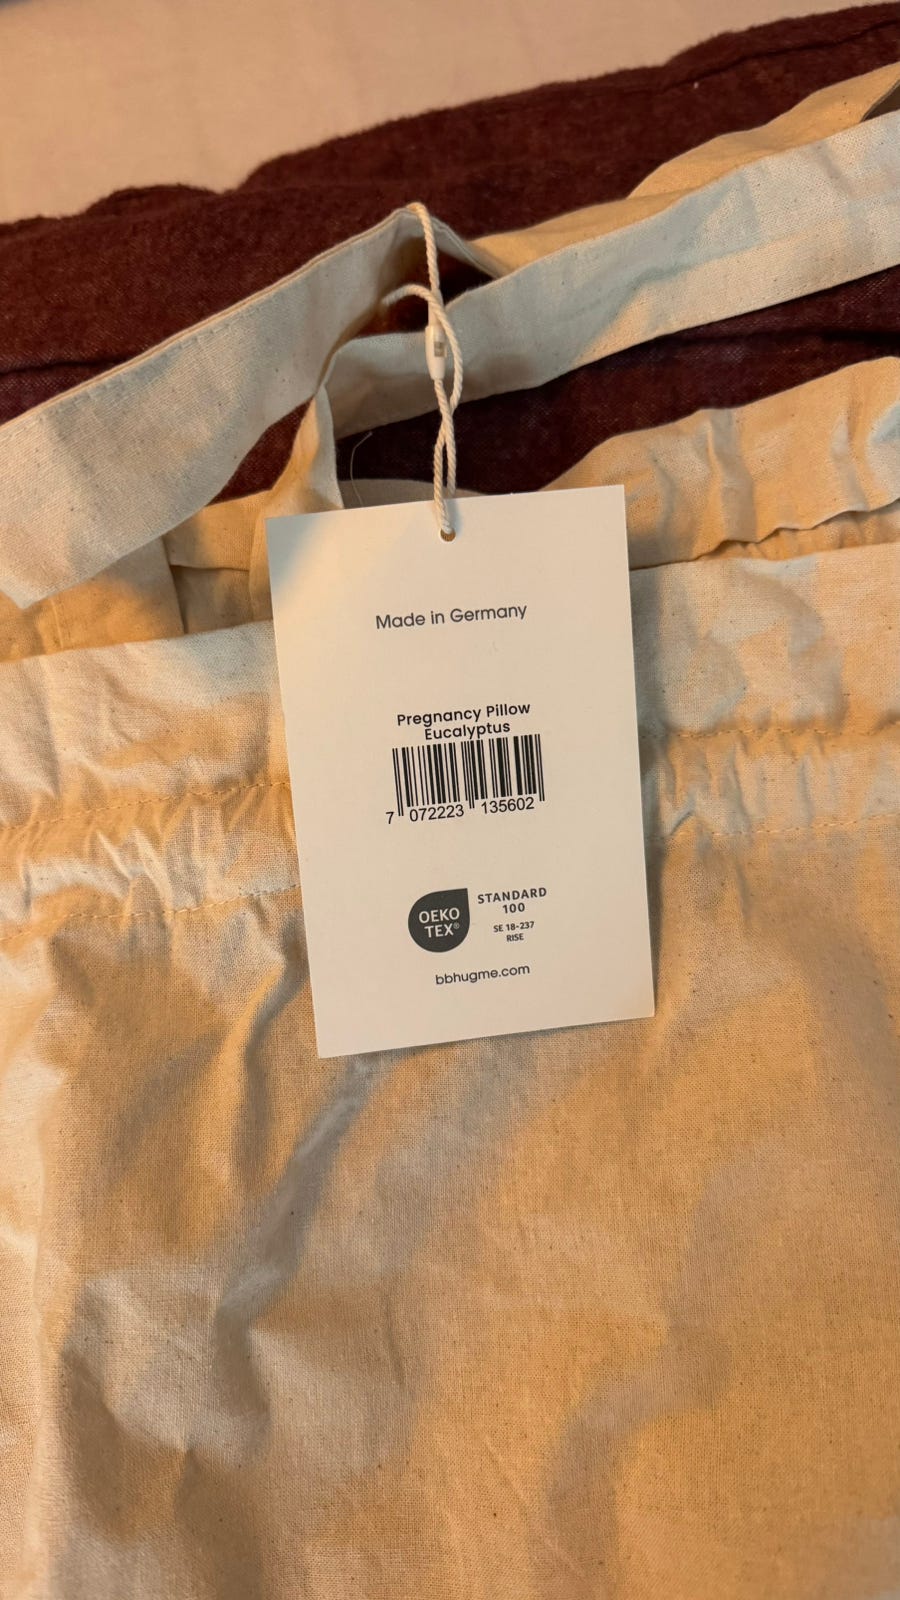 Made in Germany
Pregnancy Pillow
Eucalyptus
7 072223 135602
OEKO
TEX®
STANDARD
100
SE 18-237
RISE
bbhugme.com